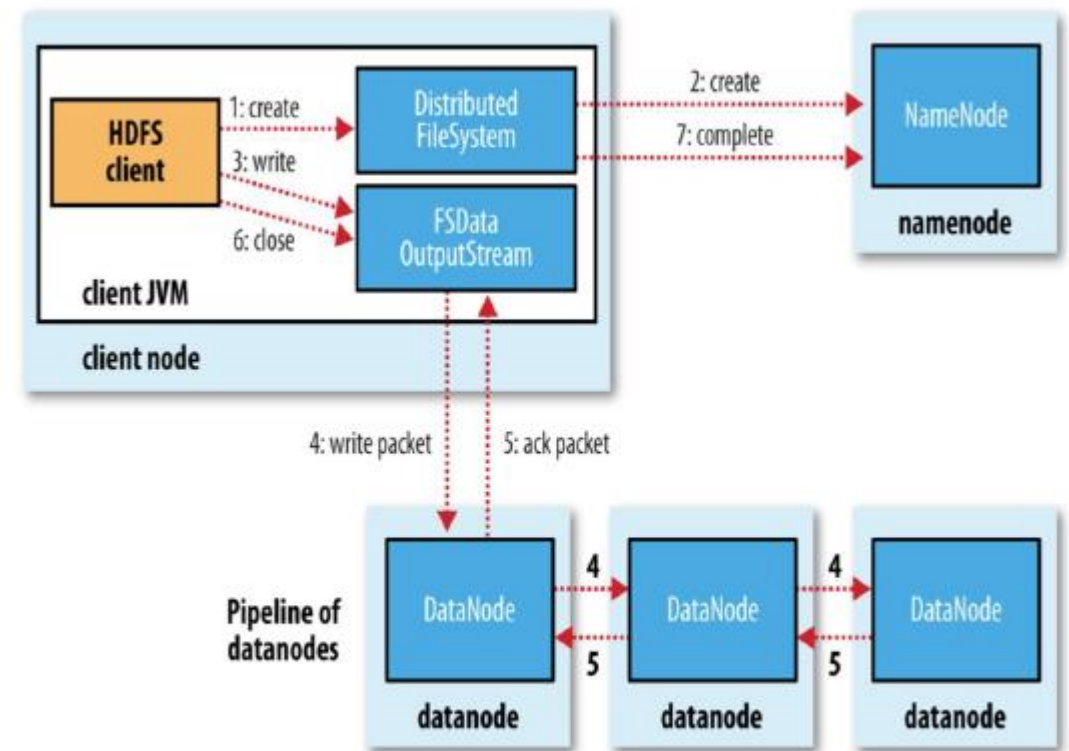 1: create
2: create
Distributed
FileSystem
NameNode
HDFS
client
7: complete
3: write
FSData
OutputStream
namenode
6: close
client JVM
client node
4: write packet
5: ack packet
4
4
Pipeline of
datanodes
DataNode
DataNode
DataNode
5
5
datanode
datanode
datanode